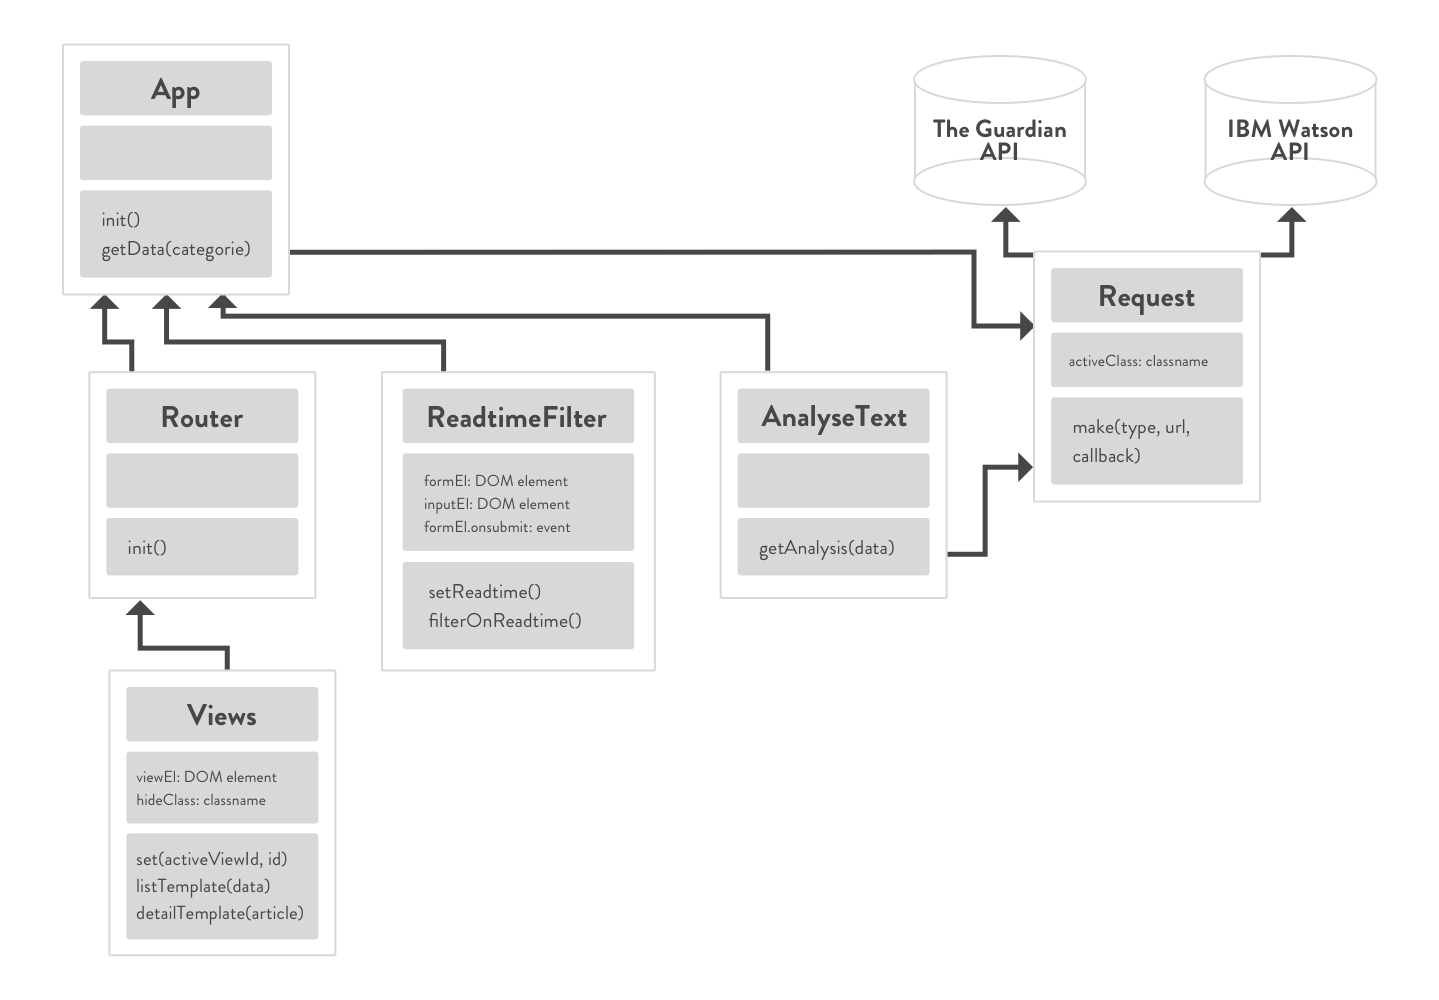 App
init()
getData(categorie)
The Guardian
API
IBM Watson
API
Request
activeClass: classname
make(type, url,
callback)
Router
init()
ReadtimeFilter
formEl: DOM element
inputEl: DOM element
formEl.onsubmit: event
setReadtime()
filterOnReadtime()
AnalyseText
getAnalysis(data)
Views
viewEl: DOM element
hideClass: classname
set(activeViewId, id)
listTemplate(data)
detailTemplate(article)